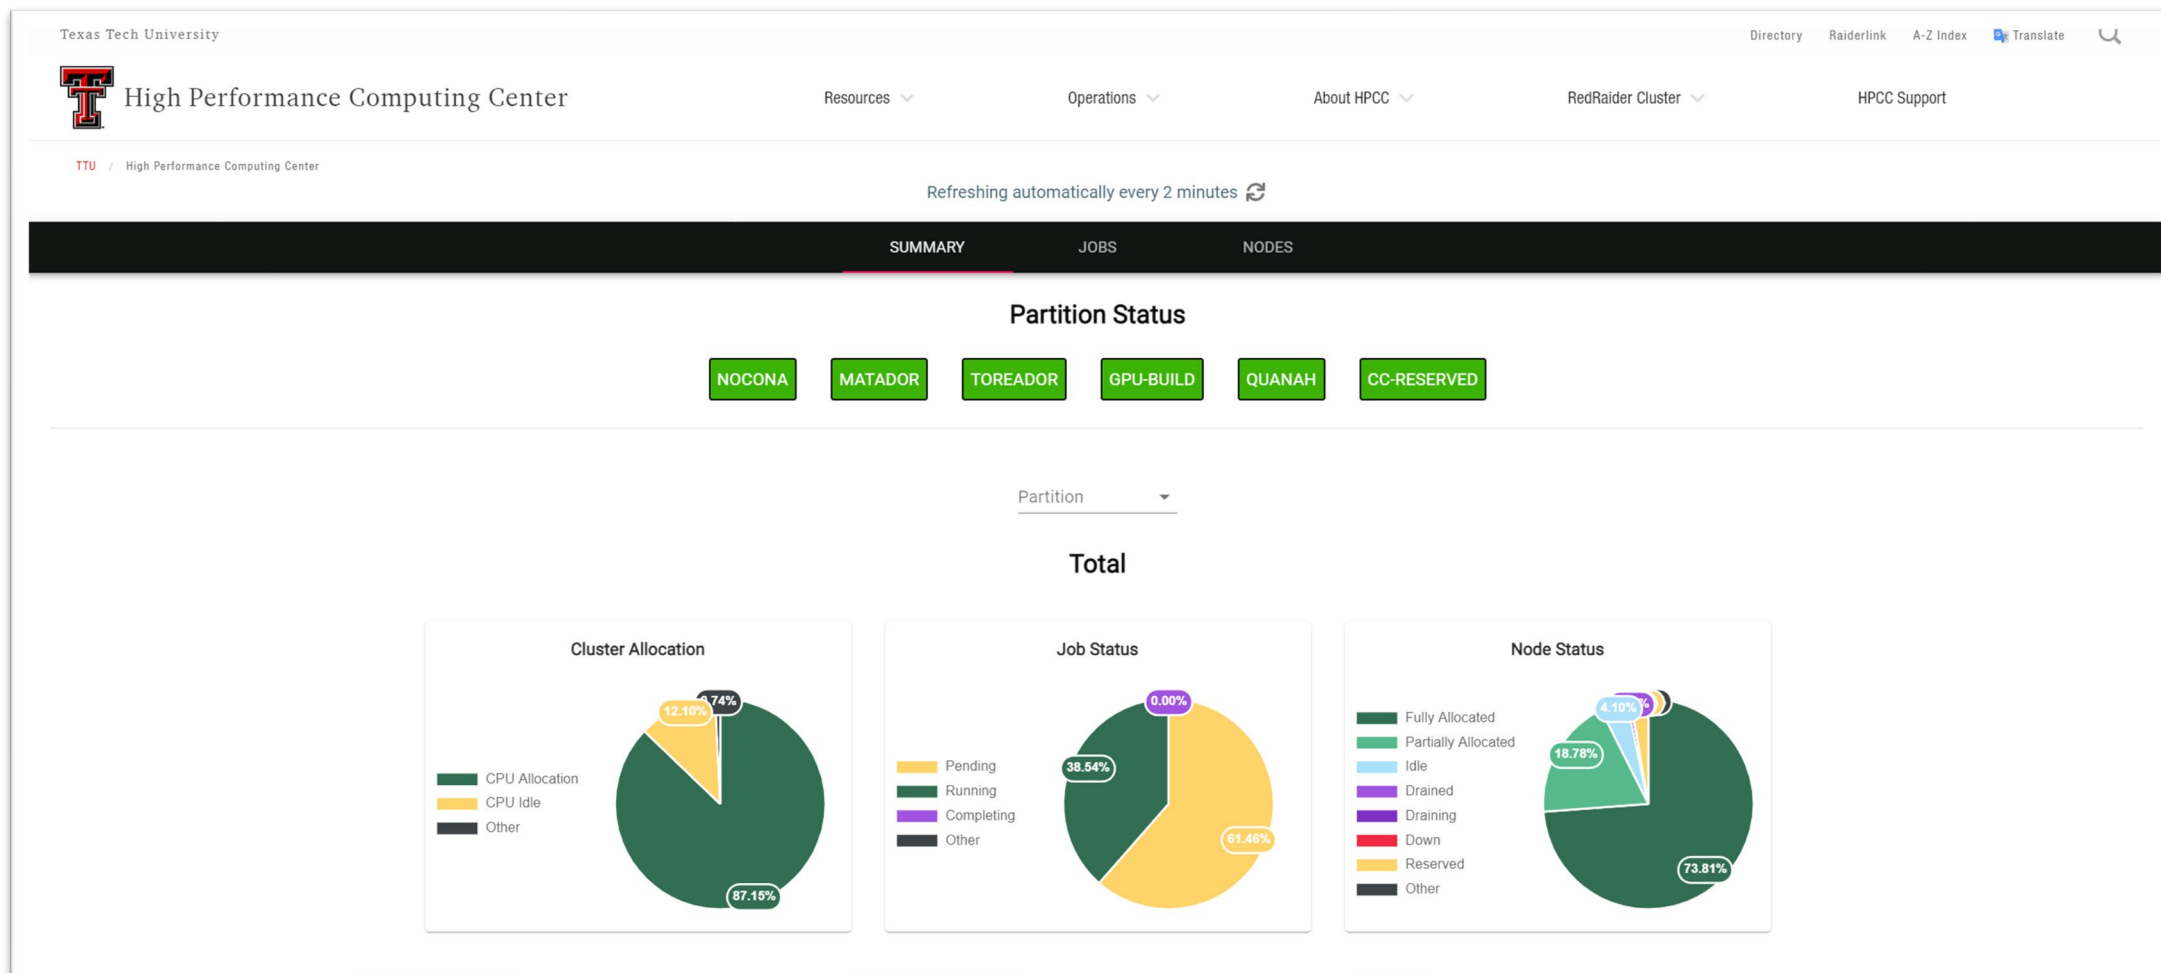 Texas Tech University
Directory Raiderlink A-Z Index Translate
High Performance Computing Center
Resources Operations About HPCC RedRaider Cluster HPCC Support
TTU / High Performance Computing Center
Refreshing automatically every 2 minutes
SUMMARY JOBS NODES
Partition Status
NOCONA MATADOR TOREADOR GPU-BUILD QUANAH CC-RESERVED
Partition
Total
Cluster Allocation
CPU Allocation
CPU Idle
Other
12.10%
87.15%
Job Status
Pending
Running
Completing
Other
0.00%
38.54%
61.46%
Node Status
Fully Allocated
Partially Allocated
Idle
Drained
Draining
Down
Reserved
Other
4.10%
18.78%
73.81%